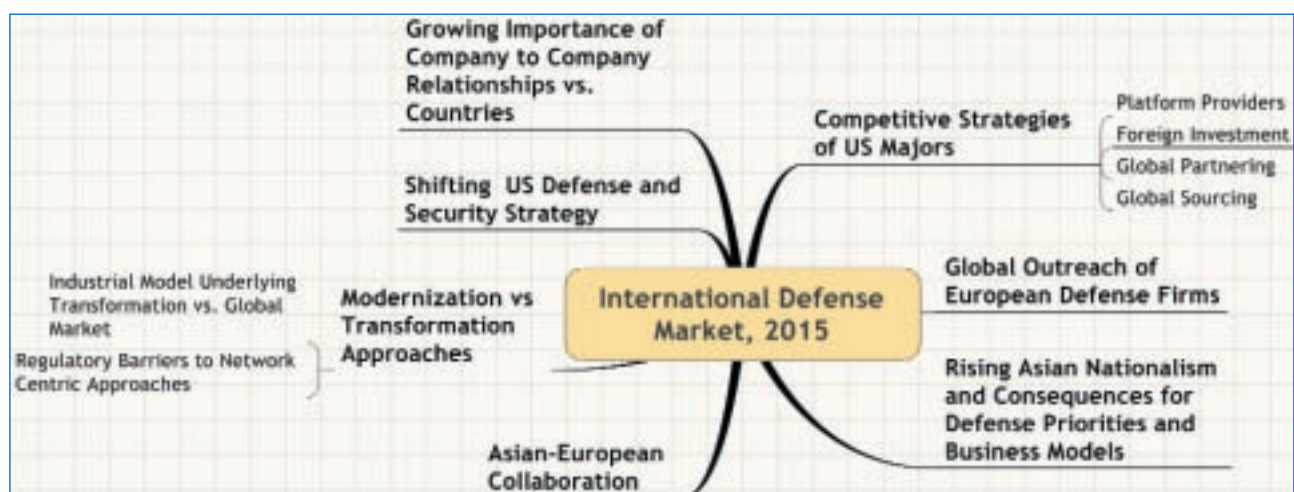 Growing Importance of
Company to Company
Relationships vs.
Countries
Shifting US Defense and
Security Strategy
Industrial Model Underlying
Transformation vs. Global
Market
Regulatory Barriers to Network
Centric Approaches
Modernization vs
Transformation
Approaches
Asian-European
Collaboration
International Defense
Market, 2015
Competitive Strategies
of US Majors
Platform Providers
Foreign Investment
Global Partnering
Global Sourcing
Global Outreach of
European Defense Firms
Rising Asian Nationalism
and Consequences for
Defense Priorities and
Business Models